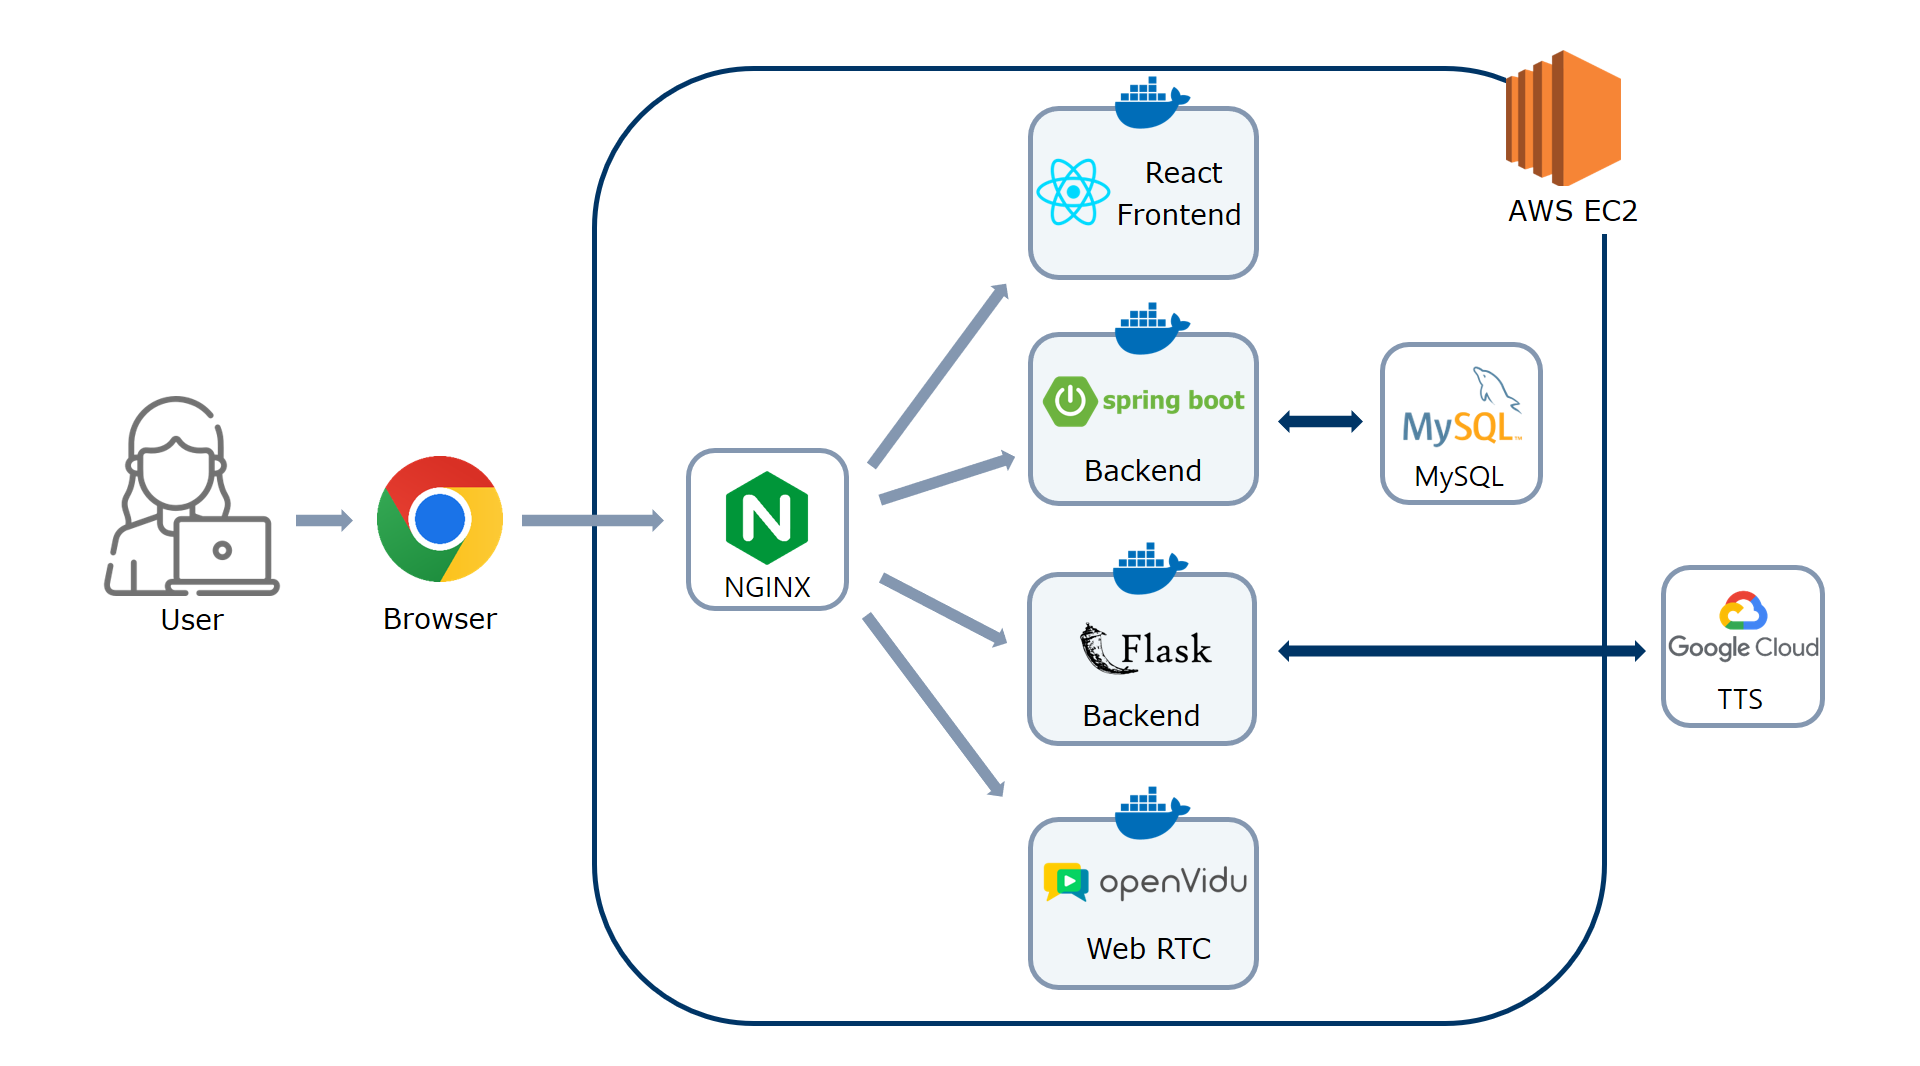 User
Browser
N
NGINX
React
Frontend
spring boot
Backend
Flask
Backend
openVidu
Web RTC
MySQL™
MySQL
AWS EC2
Google Cloud
TTS